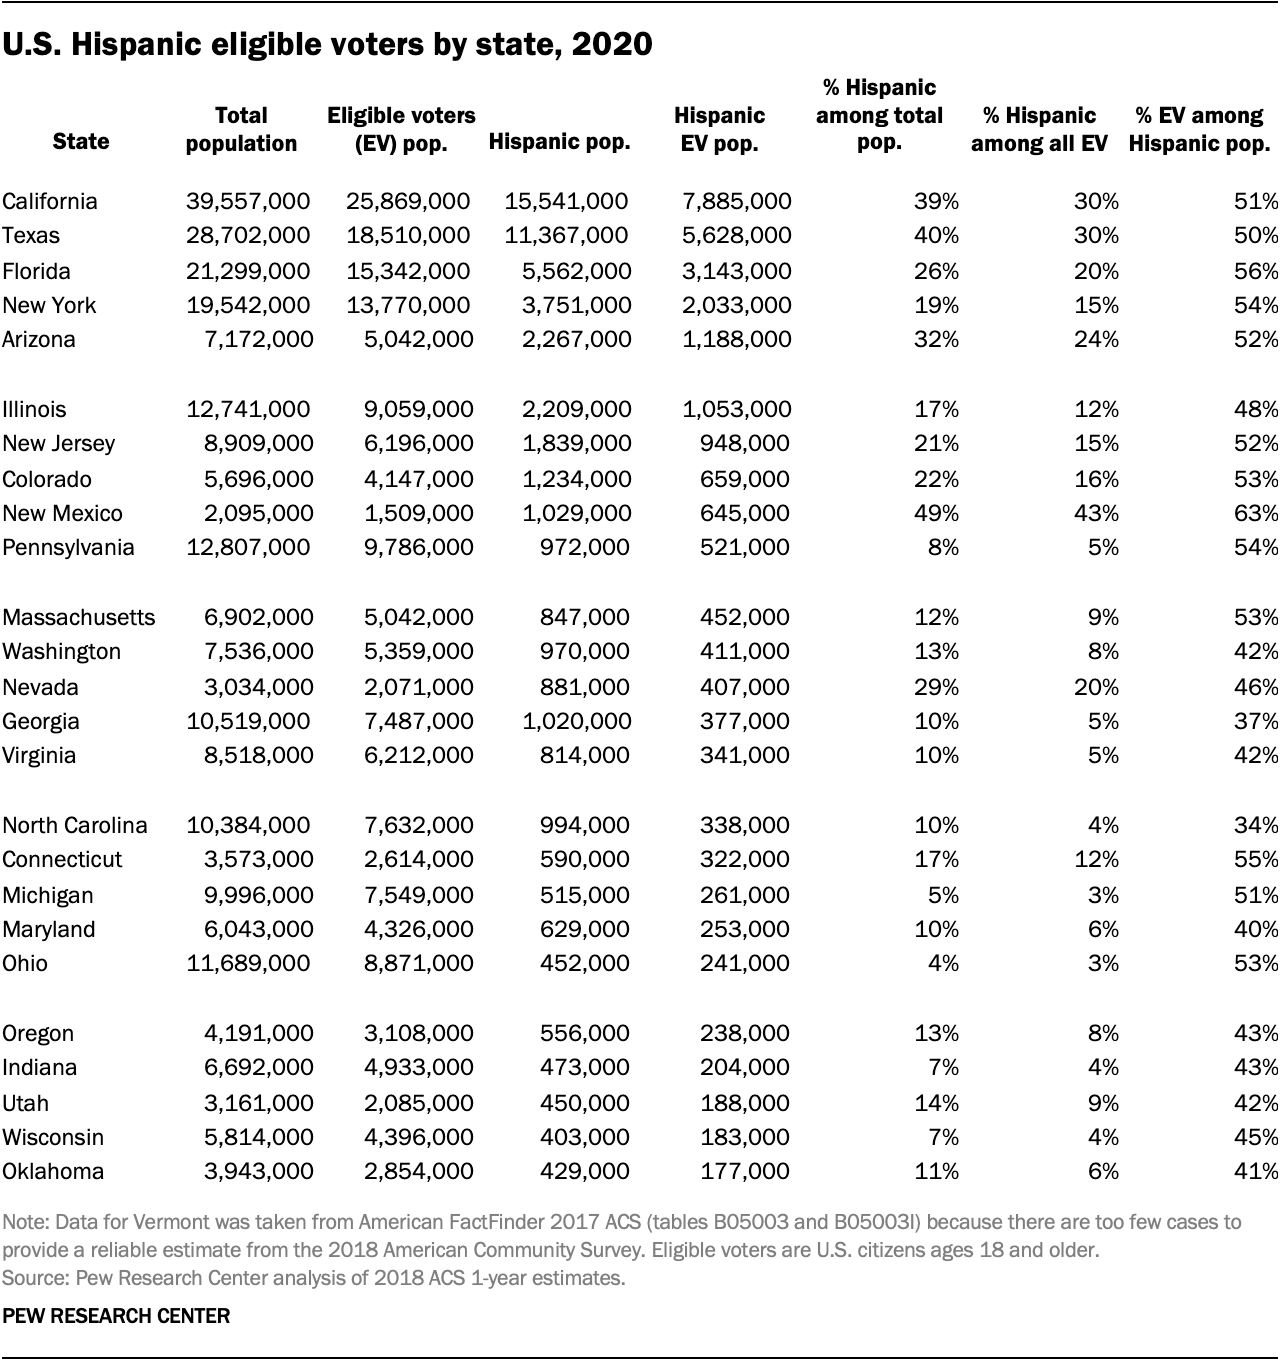 U.S. Hispanic eligible voters by state, 2020
State Total population Eligible voters (EV) pop. Hispanic pop. Hispanic EV pop. % Hispanic among total pop. % Hispanic among all EV % EV among Hispanic pop.
California 39,557,000 25,869,000 15,541,000 7,885,000 39% 30% 51%
Texas 28,702,000 18,510,000 11,367,000 5,628,000 40% 30% 50%
Florida 21,299,000 15,342,000 5,562,000 3,143,000 26% 20% 56%
New York 19,542,000 13,770,000 3,751,000 2,033,000 19% 15% 54%
Arizona 7,172,000 5,042,000 2,267,000 1,188,000 32% 24% 52%
Illinois 12,741,000 9,059,000 2,209,000 1,053,000 17% 12% 48%
New Jersey 8,909,000 6,196,000 1,839,000 948,000 21% 15% 52%
Colorado 5,696,000 4,147,000 1,234,000 659,000 22% 16% 53%
New Mexico 2,095,000 1,509,000 1,029,000 645,000 49% 43% 63%
Pennsylvania 12,807,000 9,786,000 972,000 521,000 8% 5% 54%
Massachusetts 6,902,000 5,042,000 847,000 452,000 12% 9% 53%
Washington 7,536,000 5,359,000 970,000 411,000 13% 8% 42%
Nevada 3,034,000 2,071,000 881,000 407,000 29% 20% 46%
Georgia 10,519,000 7,487,000 1,020,000 377,000 10% 5% 37%
Virginia 8,518,000 6,212,000 814,000 341,000 10% 5% 42%
North Carolina 10,384,000 7,632,000 994,000 338,000 10% 4% 34%
Connecticut 3,573,000 2,614,000 590,000 322,000 17% 12% 55%
Michigan 9,996,000 7,549,000 515,000 261,000 5% 3% 51%
Maryland 6,043,000 4,326,000 629,000 253,000 10% 6% 40%
Ohio 11,689,000 8,871,000 452,000 241,000 4% 3% 53%
Oregon 4,191,000 3,108,000 556,000 238,000 13% 8% 43%
Indiana 6,692,000 4,933,000 473,000 204,000 7% 4% 43%
Utah 3,161,000 2,085,000 450,000 188,000 14% 9% 42%
Wisconsin 5,814,000 4,396,000 403,000 183,000 7% 4% 45%
Oklahoma 3,943,000 2,854,000 429,000 177,000 11% 6% 41%
Note: Data for Vermont was taken from American FactFinder 2017 ACS (tables B05003 and B05003I) because there are too few cases to
provide a reliable estimate from the 2018 American Community Survey. Eligible voters are U.S. citizens ages 18 and older.
Source: Pew Research Center analysis of 2018 ACS 1-year estimates.
PEW RESEARCH CENTER